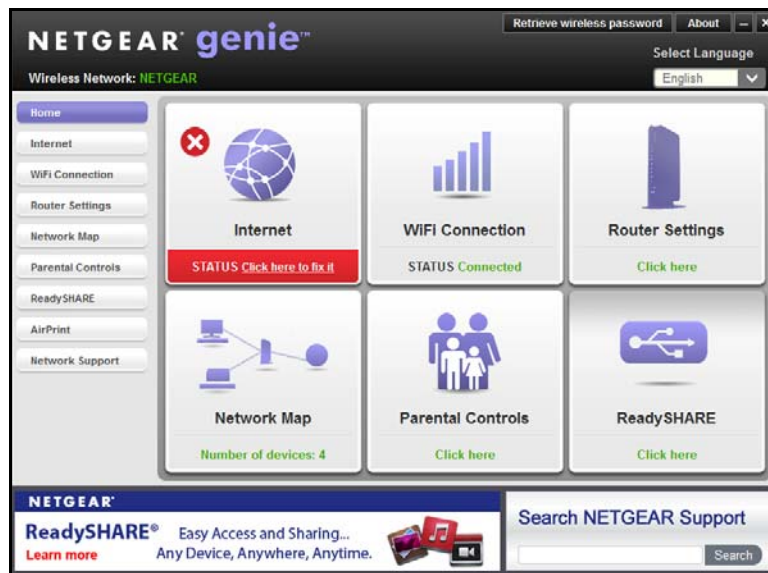 Retrieve wireless password
About
NETGEAR® genie™
Select Language
Wireless Network: NETGEAR
English
Home
Internet
WiFi Connection
Router Settings
Network Map
Parental Controls
ReadySHARE
AirPrint
Network Support
Internet
STATUS Click here to fix it
WiFi Connection
STATUS Connected
Router Settings
Click here
Network Map
Number of devices: 4
Parental Controls
Click here
ReadySHARE
Click here
NETGEAR®
ReadySHARE®
Learn more
Easy Access and Sharing...
Any Device, Anywhere, Anytime.
Search NETGEAR Support
Search